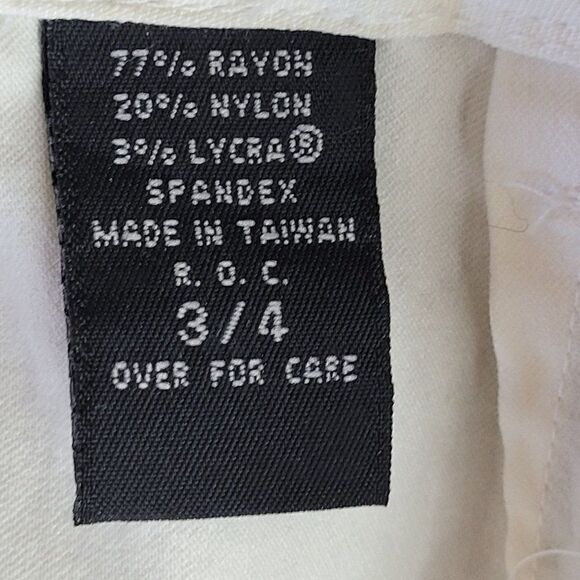 77% RAYON
20% NYLON
3% LYCRA®
SPANDEX
MADE IN TAIWAN
R. O. C.
3/4
OVER FOR CARE